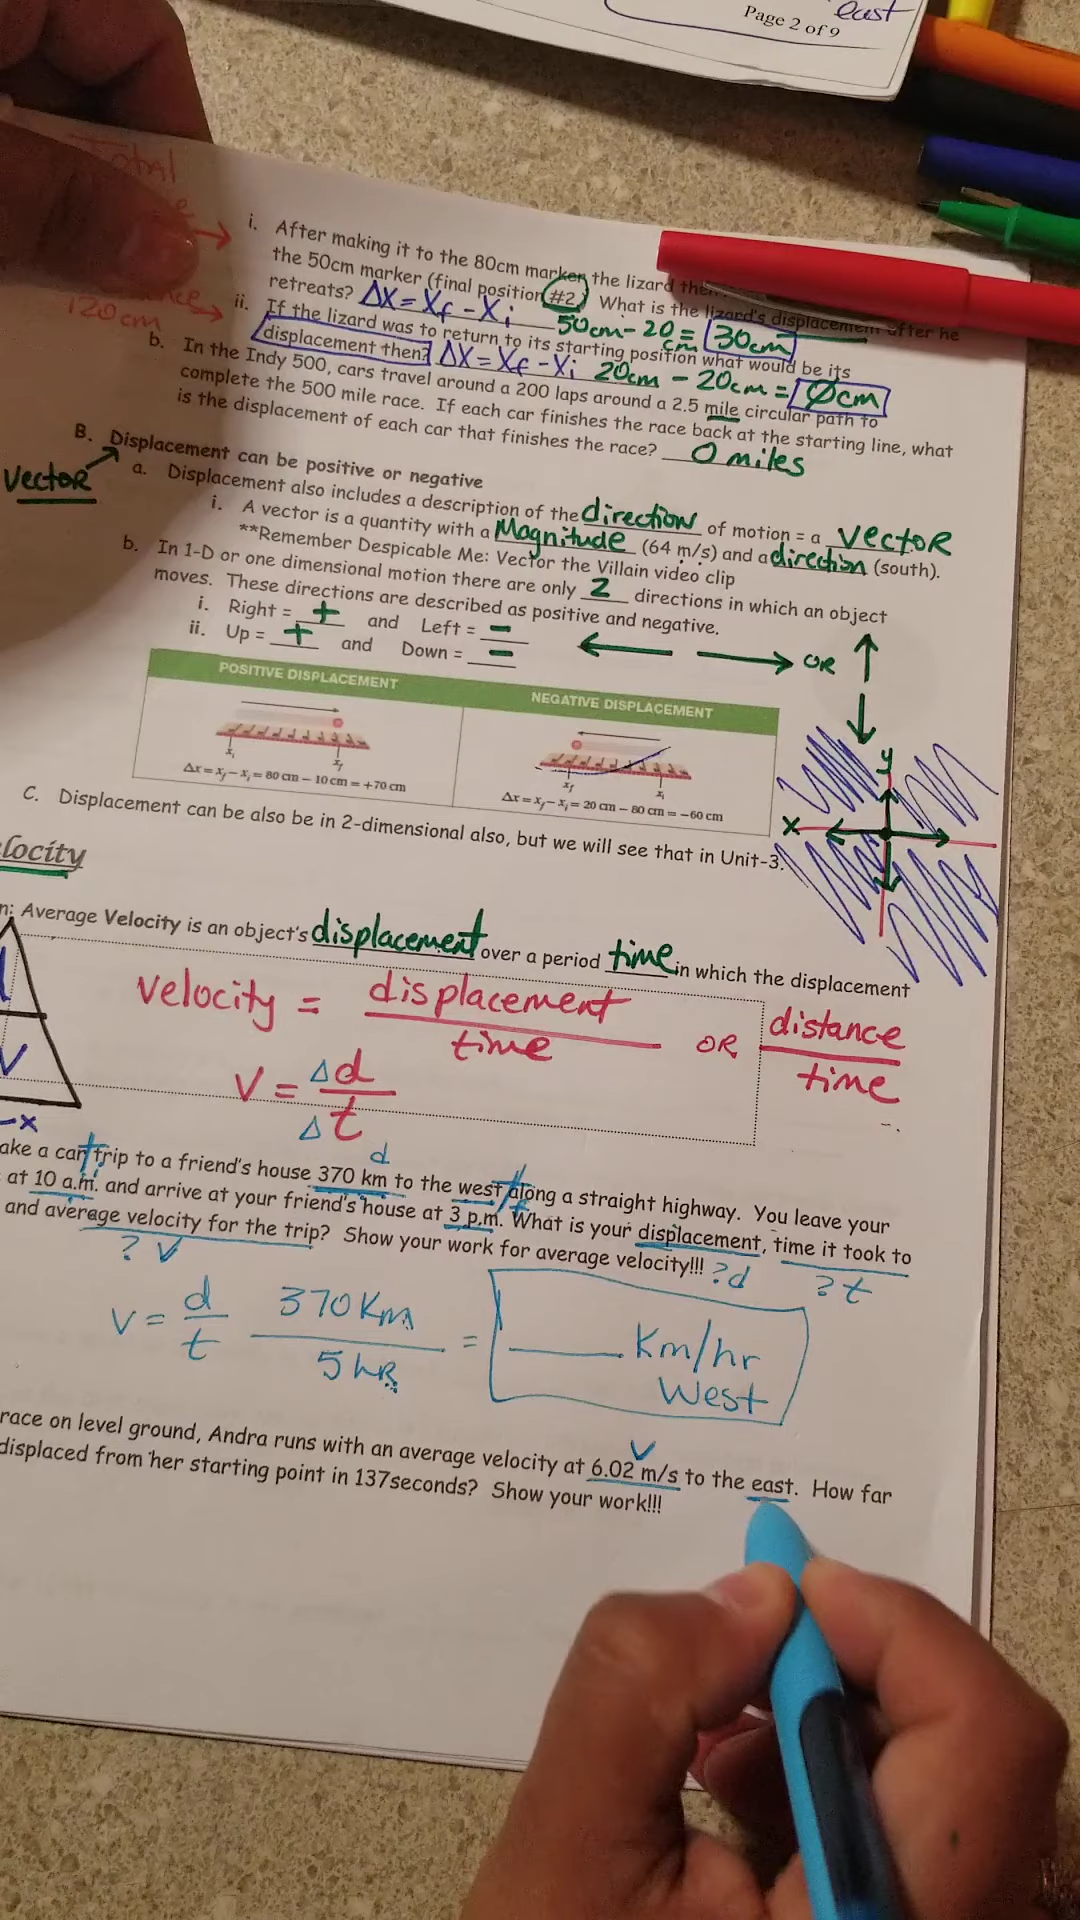 east
Page 2 of 9
Total
120cm
i. After making it to the 80cm marker the lizard then
the 50cm marker (final position #2) What is the lizard's displacement after he
retreats? ΔX = Xf - Xi 50cm - 20cm = 30cm
ii. If the lizard was to return to its starting position what would be its
displacement then? ΔX = Xf - Xi 20cm - 20cm = 0cm
b. In the Indy 500, cars travel around a 200 laps around a 2.5 mile circular path to
complete the 500 mile race. If each car finishes the race back at the starting line, what
is the displacement of each car that finishes the race? 0 miles
B. Displacement can be positive or negative
Vector
a. Displacement also includes a description of the direction of motion = a vector
i. A vector is a quantity with a Magnitude (64 m/s) and a direction (south).
**Remember Despicable Me: Vector the Villain video clip
b. In 1-D or one dimensional motion there are only 2 directions in which an object
moves. These directions are described as positive and negative.
i. Right = + and Left = -
ii. Up = + and Down = -
OR
POSITIVE DISPLACEMENT
NEGATIVE DISPLACEMENT
xi xf
xf xi
Δx = xf - xi = 80 cm - 10 cm = +70 cm
Δx = xf - xi = 20 cm - 80 cm = -60 cm
y
x
C. Displacement can be also be in 2-dimensional also, but we will see that in Unit-3.
locity
n: Average Velocity is an object's displacement over a period time in which the displacement
Velocity = displacement / time OR distance / time
V = Δd / Δt
V
-x
d
ake a car trip to a friend's house 370 km to the west along a straight highway. You leave your
at 10 a.m. and arrive at your friend's house at 3 p.m. What is your displacement, time it took to
and average velocity for the trip? Show your work for average velocity!!! ?d ?t
? V
V = d / t 370 Km / 5 hR = ____ Km/hr
West
V
race on level ground, Andra runs with an average velocity at 6.02 m/s to the east. How far
displaced from her starting point in 137seconds? Show your work!!!